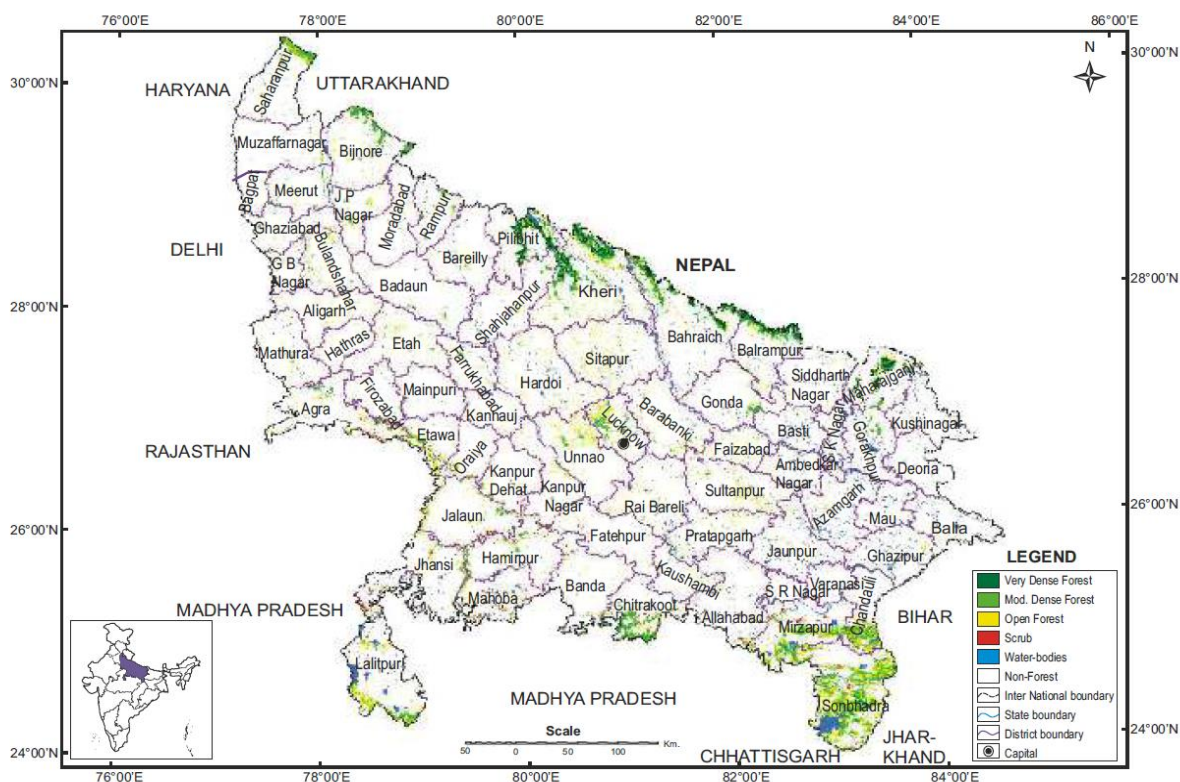 76°00'E 78°00'E 80°00'E 82°00'E 84°00'E 86°00'E
30°00'N
30°00'N
N
HARYANA
UTTARAKHAND
Saharanpur
Muzaffarnagar
Bijnore
Bagpat
Meerut
J P
Nagar
Moradabad
Rampur
Ghaziabad
DELHI
Bulandshahar
G B
Nagar
Bareilly
Pilibhit
NEPAL
28°00'N
28°00'N
Badaun
Shahjahanpur
Kheri
Aligarh
Hathras
Mathura
Etah
Farrukhabad
Sitapur
Bahraich
Balrampur
Siddharth
Nagar
Maharajganj
Hardoi
Mainpuri
Firozabad
Agra
Kannauj
Gonda
Kushinagar
Lucknow
Barabanki
Basti
S K Nagar
Gorakhpur
Etawa
Oraiya
RAJASTHAN
Unnao
Faizabad
Ambedkar
Nagar
Deoria
Kanpur
Dehat
Kanpur
Nagar
Sultanpur
Azamgarh
26°00'N
26°00'N
Jalaun
Rai Bareli
Mau
Balia
Fatehpur
Pratapgarh
Jaunpur
Ghazipur
Jhansi
Hamirpur
Banda
Kaushambi
S R Nagar
Varanasi
Chandauli
Mahoba
Chitrakoot
Allahabad
Mirzapur
BIHAR
MADHYA PRADESH
Lalitpur
MADHYA PRADESH
Sonbhadra
JHAR-
KHAND
CHHATTISGARH
24°00'N
24°00'N
Scale
50 0 50 100 Km.
LEGEND
Very Dense Forest
Mod. Dense Forest
Open Forest
Scrub
Water-bodies
Non-Forest
Inter National boundary
State boundary
District boundary
Capital
76°00'E 78°00'E 80°00'E 82°00'E 84°00'E